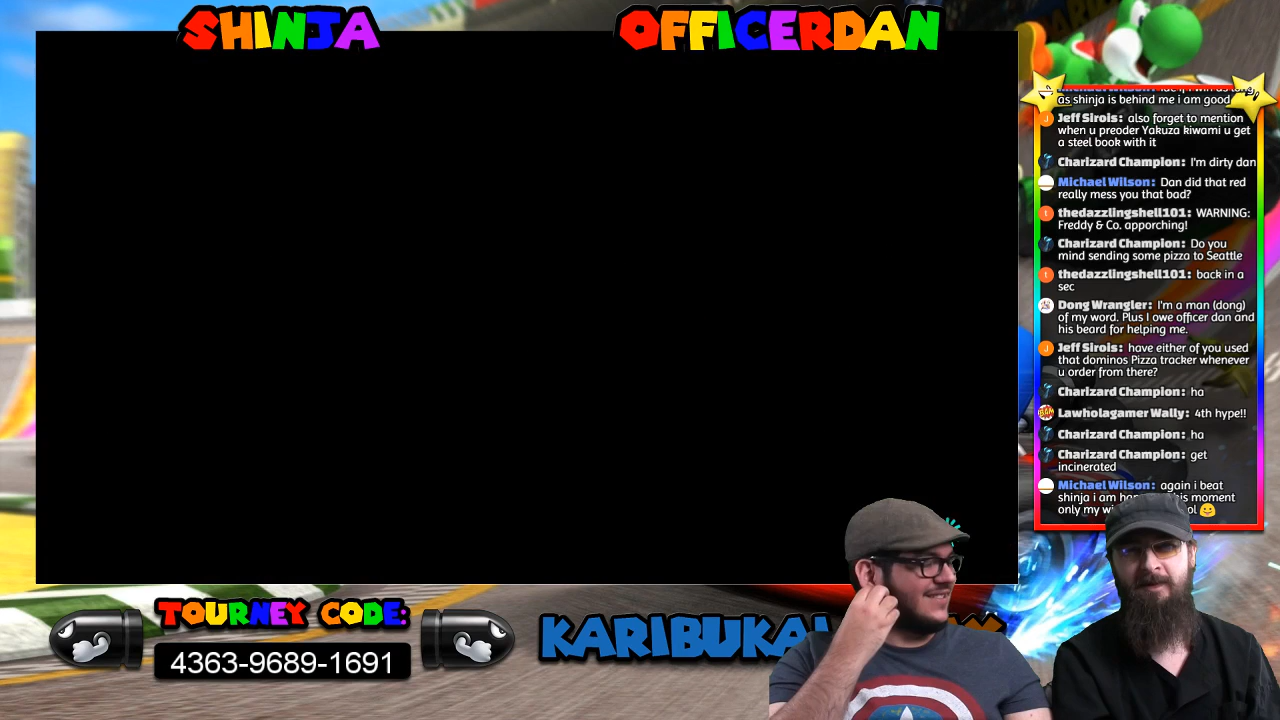 SHINJA
OFFICERDAN
as shinja is behind me i am good
Jeff Sirois: also forget to mention
when u preoder Yakuza kiwami u get
a steel book with it
Charizard Champion: I'm dirty dan
Michael Wilson: Dan did that red
really mess you that bad?
thedazzlingshell101: WARNING:
Freddy & Co. apporching!
Charizard Champion: Do you
mind sending some pizza to Seattle
thedazzlingshell101: back in a
sec
Dong Wrangler: I'm a man (dong)
of my word. Plus I owe officer dan and
his beard for helping me.
Jeff Sirois: have either of you used
that dominos Pizza tracker whenever
u order from there?
Charizard Champion: ha
Lawholagamer Wally: 4th hype!!
Charizard Champion: ha
Charizard Champion: get
incinerated
Michael Wilson: again i beat
shinja i am moment
only my
TOURNEY CODE:
4363-9689-1691
KARIBUKAI